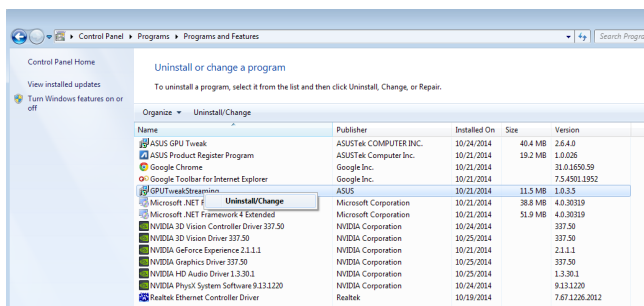 Control Panel ▸ Programs ▸ Programs and Features
Search Progra
Control Panel Home
View installed updates
Turn Windows features on or
off
Uninstall or change a program
To uninstall a program, select it from the list and then click Uninstall, Change, or Repair.
Organize Uninstall/Change
Name Publisher Installed On Size Version
ASUS GPU Tweak ASUSTek COMPUTER INC. 10/24/2014 40.4 MB 2.6.4.0
ASUS Product Register Program ASUSTek Computer Inc. 10/21/2014 19.2 MB 1.0.026
Google Chrome Google Inc. 10/21/2014 31.0.1650.59
Google Toolbar for Internet Explorer Google Inc. 10/21/2014 7.5.4501.1952
GPUTweakStreaming ASUS 10/21/2014 11.5 MB 1.0.3.5
Uninstall/Change
Microsoft .NET F Microsoft Corporation 10/21/2014 38.8 MB 4.0.30319
Microsoft .NET Framework 4 Extended Microsoft Corporation 10/21/2014 51.9 MB 4.0.30319
NVIDIA 3D Vision Controller Driver 337.50 NVIDIA Corporation 10/24/2014 337.50
NVIDIA 3D Vision Driver 337.50 NVIDIA Corporation 10/25/2014 337.50
NVIDIA GeForce Experience 2.1.1.1 NVIDIA Corporation 10/21/2014 2.1.1.1
NVIDIA Graphics Driver 337.50 NVIDIA Corporation 10/25/2014 337.50
NVIDIA HD Audio Driver 1.3.30.1 NVIDIA Corporation 10/25/2014 1.3.30.1
NVIDIA PhysX System Software 9.13.1220 NVIDIA Corporation 10/24/2014 9.13.1220
Realtek Ethernet Controller Driver Realtek 10/19/2014 7.67.1226.2012